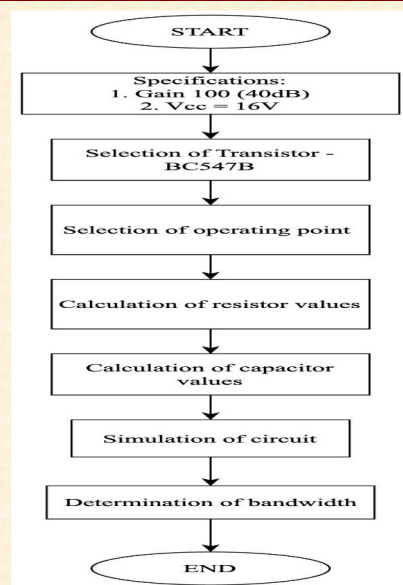 START
Specifications:
1. Gain 100 (40dB)
2. Vcc = 16V
Selection of Transistor -
BC547B
Selection of operating point
Calculation of resistor values
Calculation of capacitor
values
Simulation of circuit
Determination of bandwidth
END